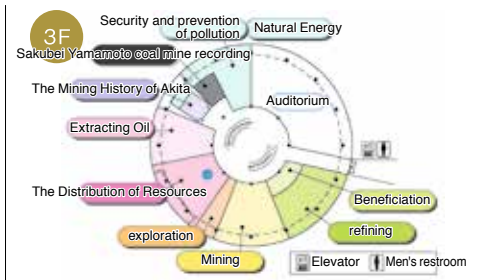 3F
Security and prevention
of pollution
Natural Energy
Sakubei Yamamoto coal mine recording
The Mining History of Akita
Auditorium
Extracting Oil
The Distribution of Resources
Beneficiation
exploration
refining
Mining
Elevator
Men's restroom